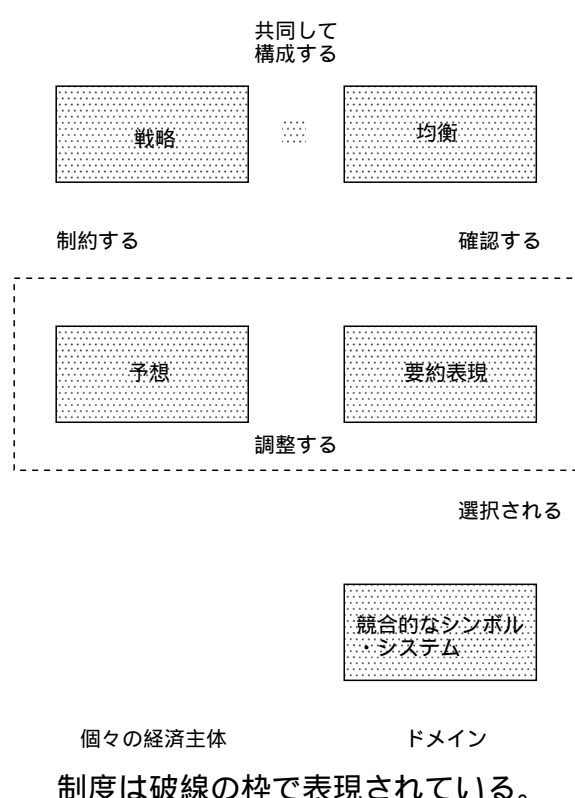 共同して
構成する
戦略
均衡
制約する
確認する
予想
要約表現
調整する
選択される
競合的なシンボル
・システム
個々の経済主体
ドメイン
制度は破線の枠で表現されている。